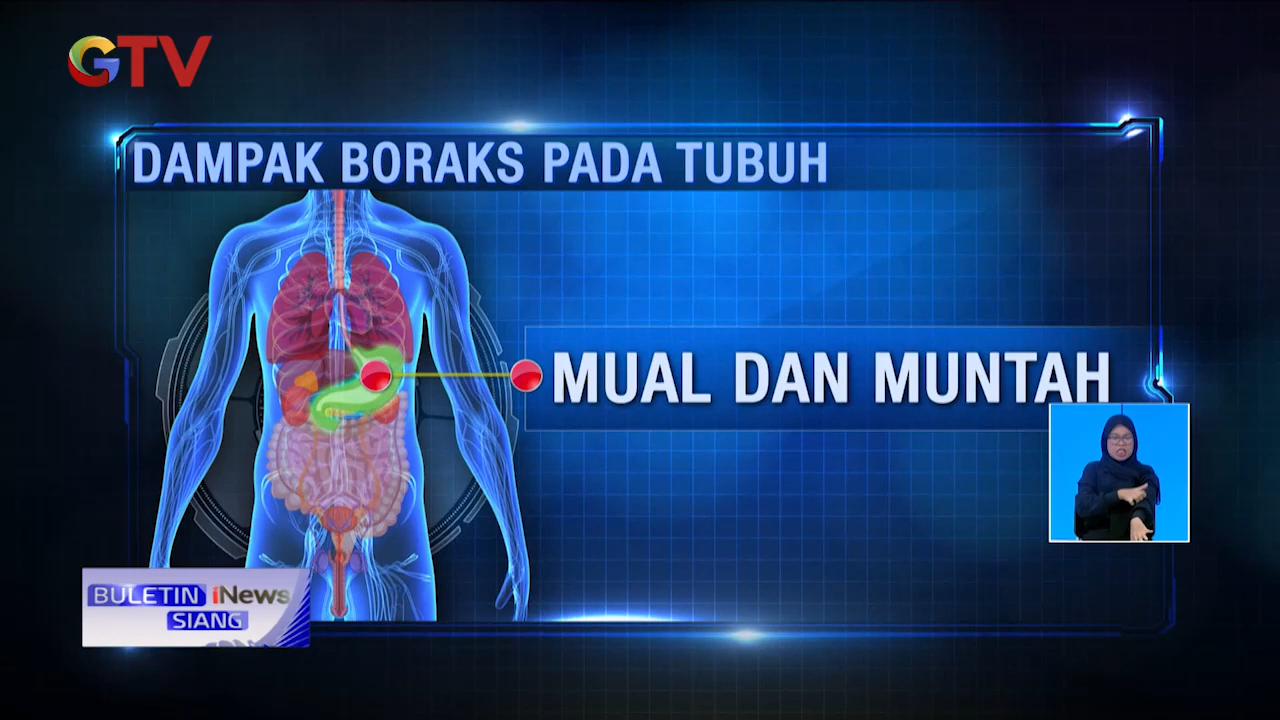 GTV
DAMPAK BORAKS PADA TUBUH
MUAL DAN MUNTAH
BULETIN iNews
SIANG